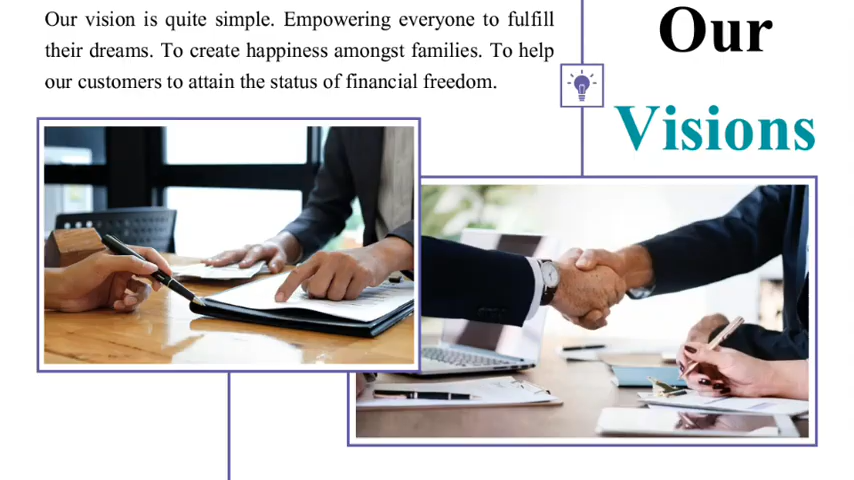 Our vision is quite simple. Empowering everyone to fulfill
their dreams. To create happiness amongst families. To help
our customers to attain the status of financial freedom.
Our
Visions